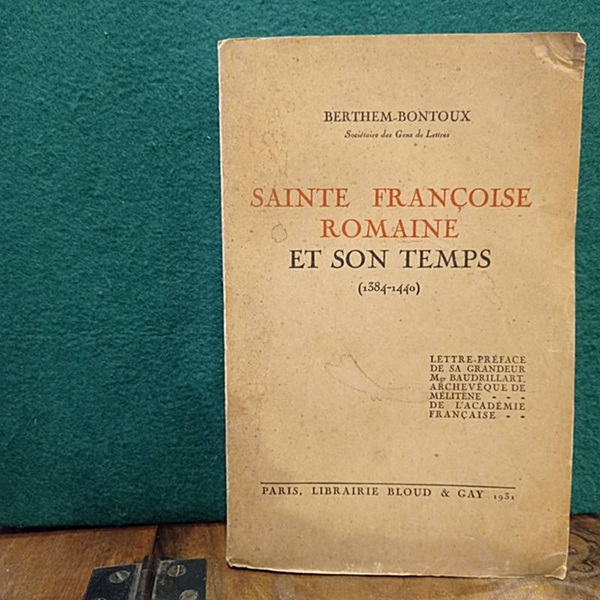 BERTHEM-BONTOUX
Sociétaire des Gens de Lettres
SAINTE FRANÇOISE
ROMAINE
ET SON TEMPS
(1384-1440)
LETTRE-PRÉFACE
DE SA GRANDEUR
Mgr BAUDRILLART,
ARCHEVÊQUE DE
MÉLITÈNE - - -
DE L'ACADÉMIE
FRANÇAISE - -
PARIS, LIBRAIRIE BLOUD & GAY 1931